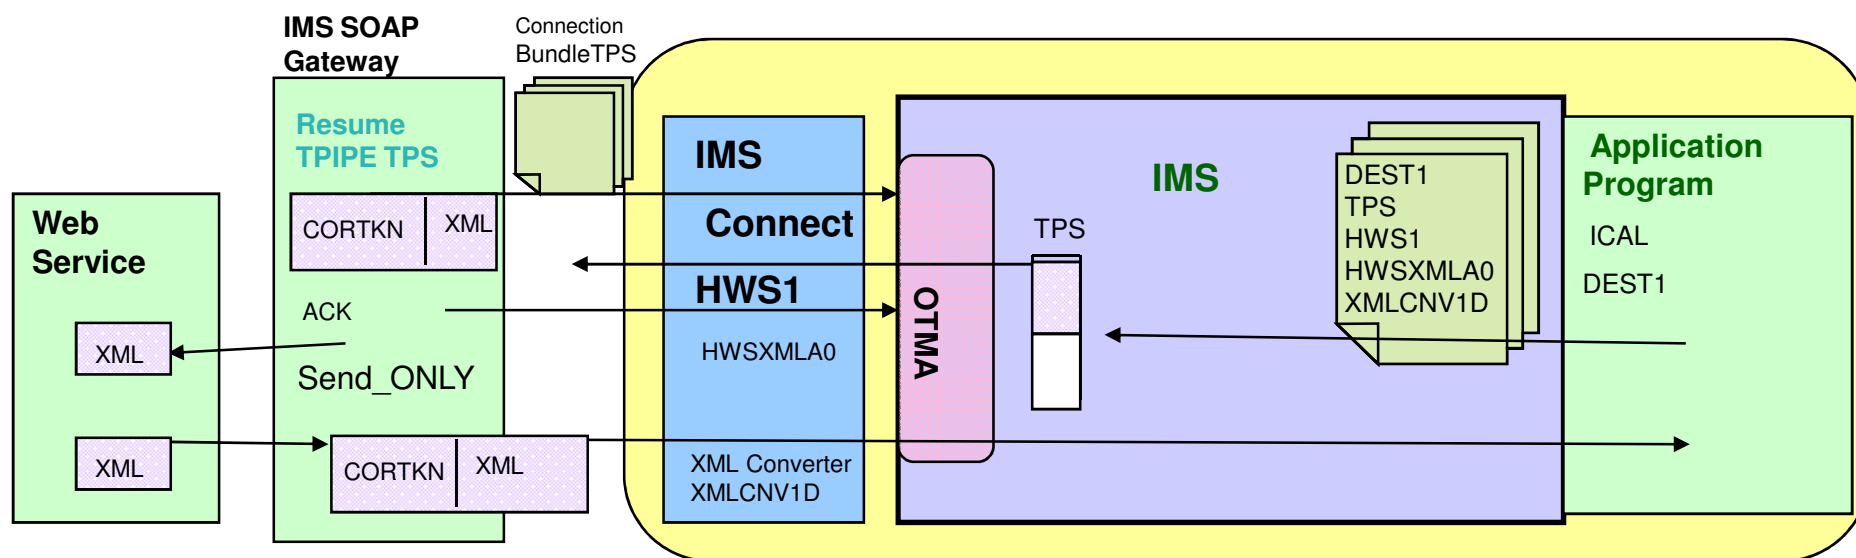 IMS SOAP
Gateway
Connection
BundleTPS
Resume
TPIPE TPS
CORTKN XML
ACK
Send_ONLY
CORTKN XML
Web
Service
XML
XML
IMS
Connect
HWS1
HWSXMLA0
XML Converter
XMLCNV1D
OTMA
IMS
TPS
DEST1
TPS
HWS1
HWSXMLA0
XMLCNV1D
Application
Program
ICAL
DEST1